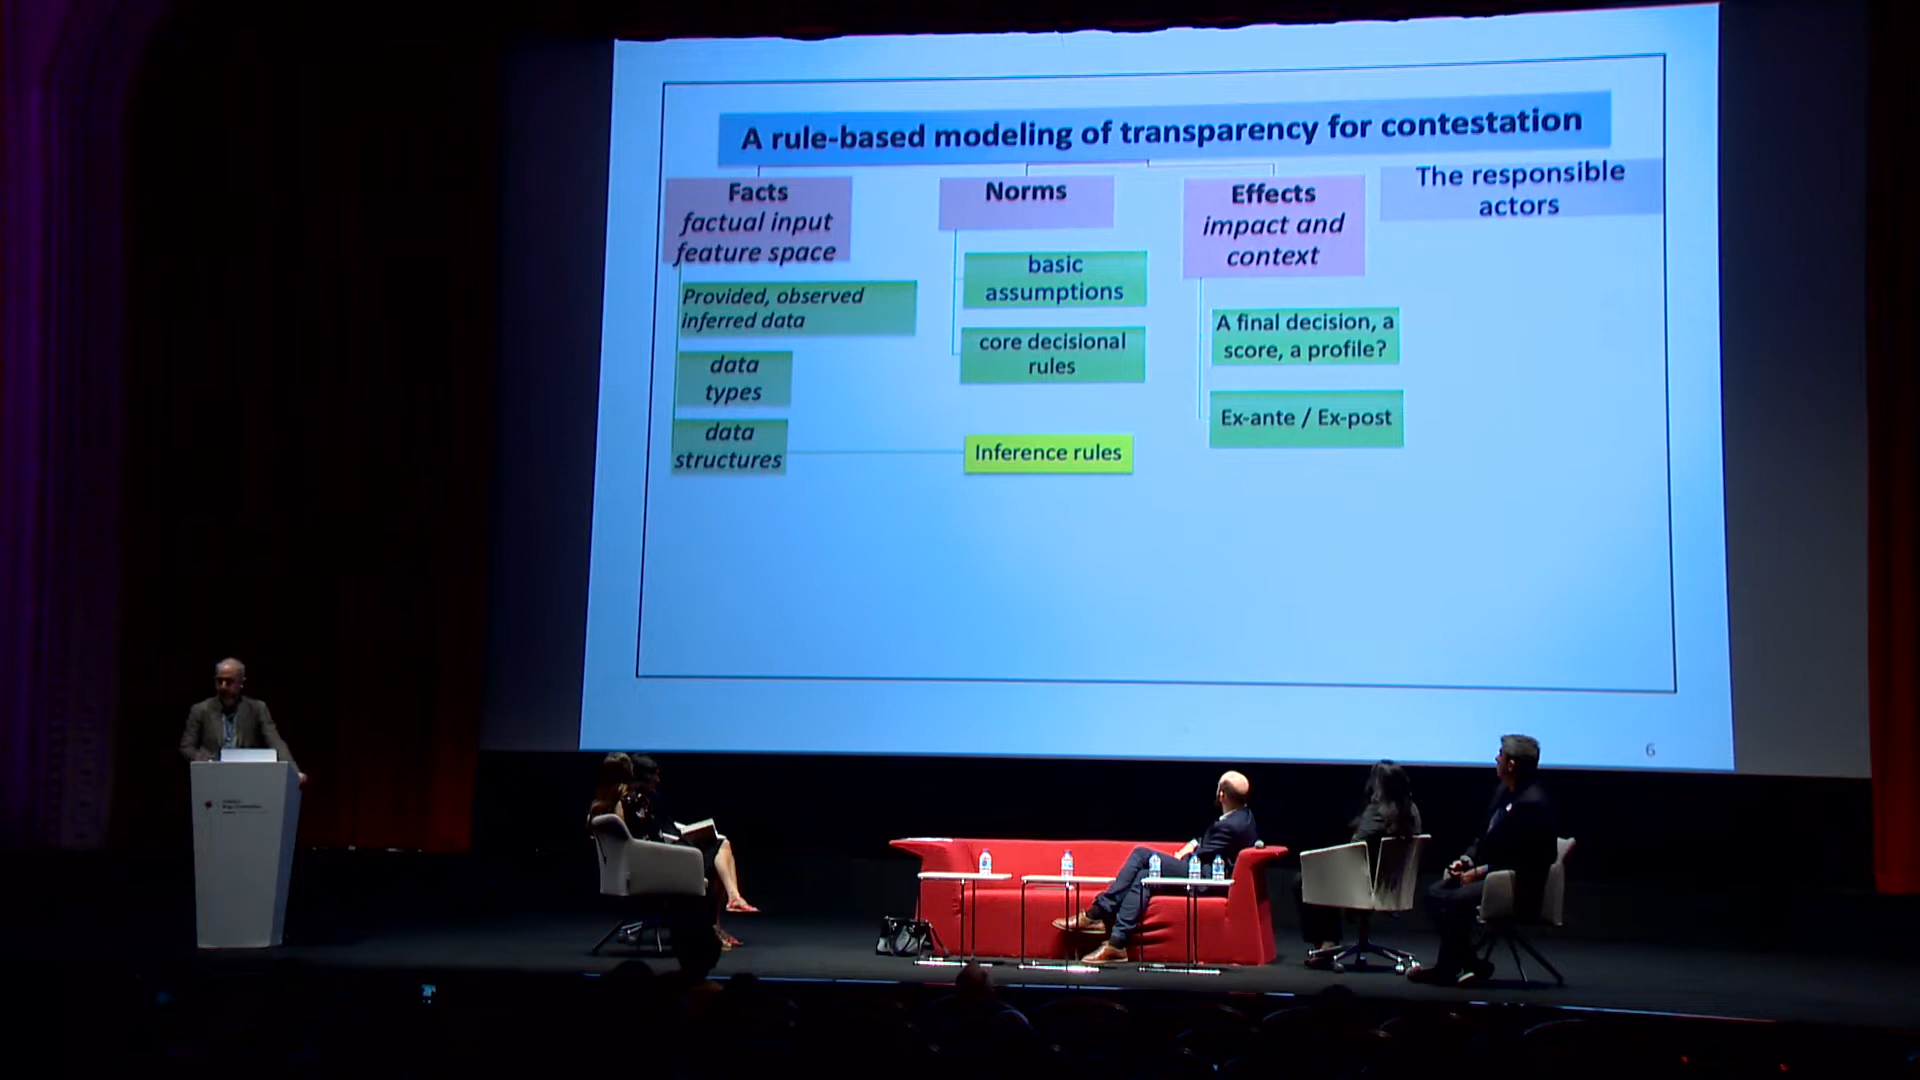 A rule-based modeling of transparency for contestation
Facts
factual input
feature space
Provided, observed
inferred data
data
types
data
structures
Norms
basic
assumptions
core decisional
rules
Inference rules
Effects
impact and
context
A final decision, a
score, a profile?
Ex-ante / Ex-post
The responsible
actors
6